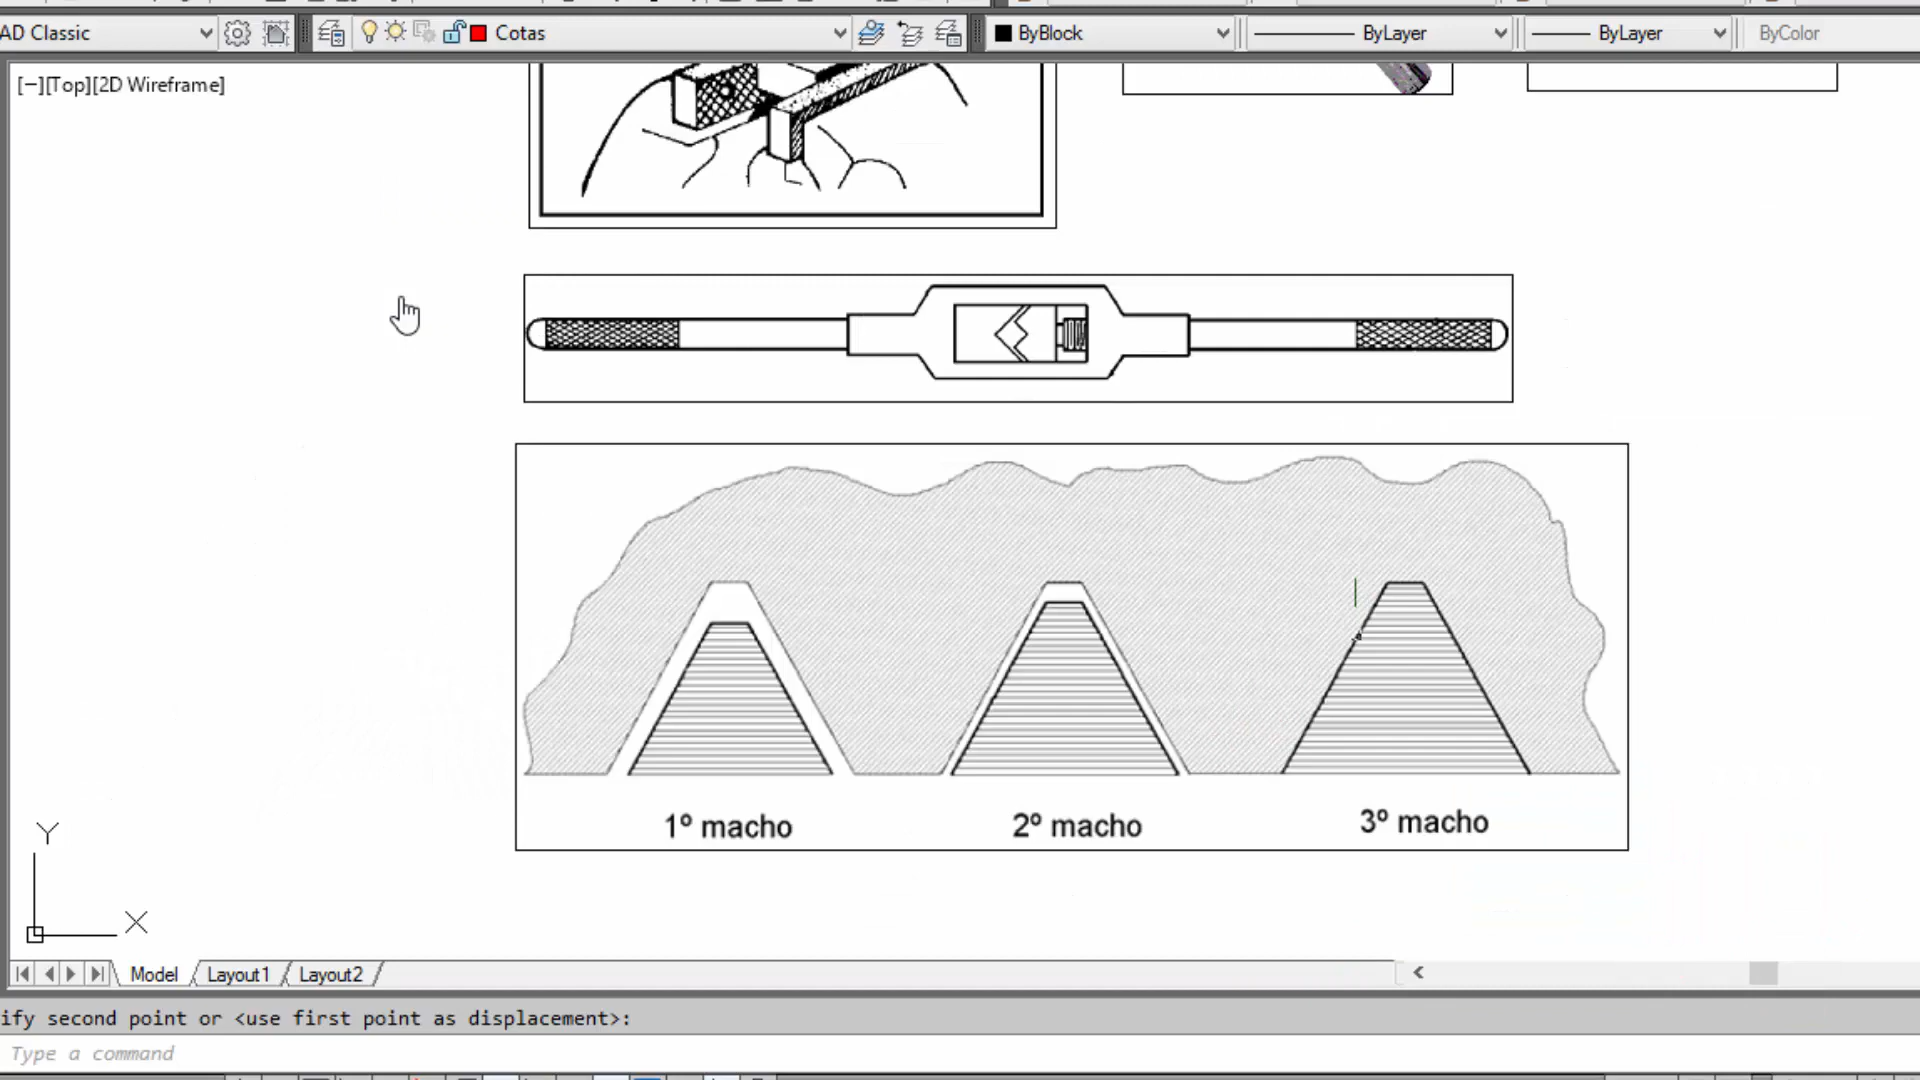 AD Classic
Cotas
ByBlock
ByLayer
ByLayer
ByColor
[−][Top][2D Wireframe]
1º macho
2º macho
3º macho
Y
X
Model
Layout1
Layout2
ify second point or <use first point as displacement>:
Type a command